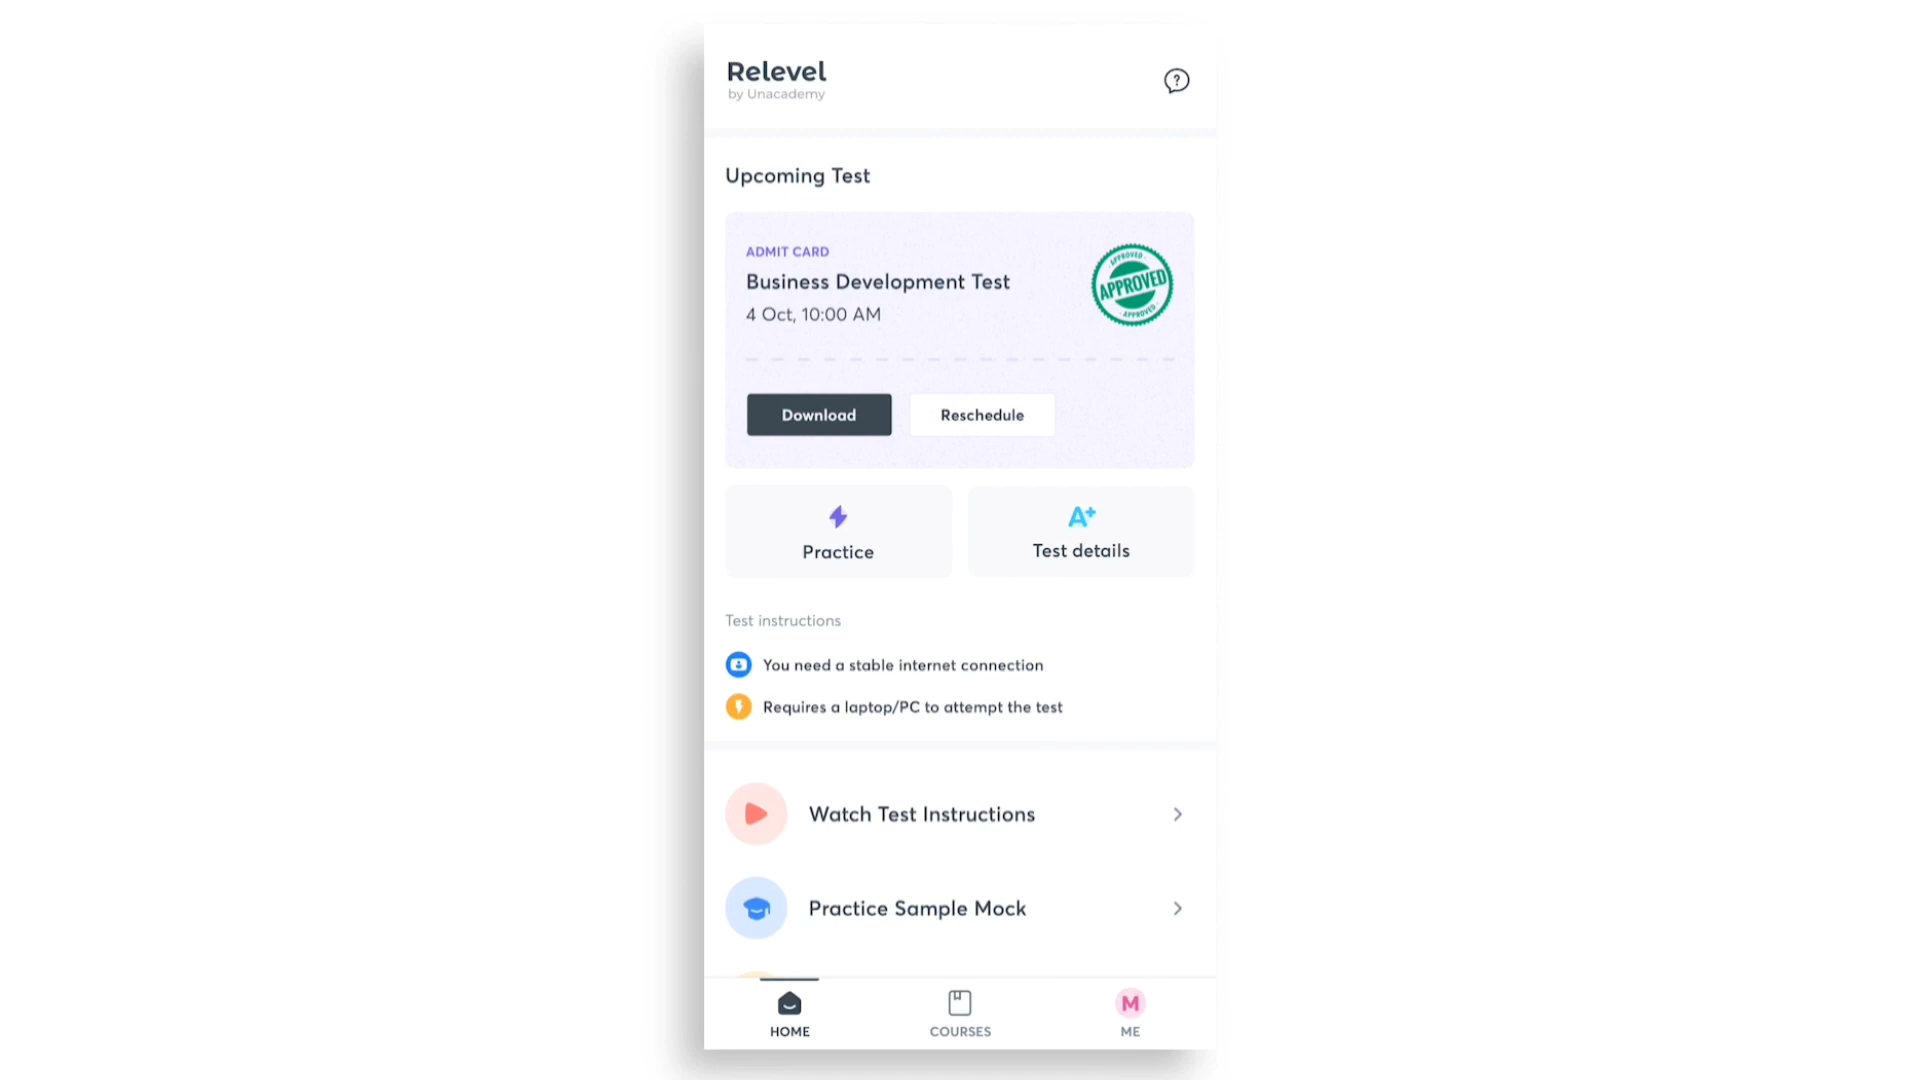 Relevel
by Unacademy
?
Upcoming Test
ADMIT CARD
Business Development Test
4 Oct, 10:00 AM
APPROVED
APPROVED
APPROVED
Download
Reschedule
A+
Practice
Test details
Test instructions
You need a stable internet connection
Requires a laptop/PC to attempt the test
Watch Test Instructions
Practice Sample Mock
M
HOME
COURSES
ME